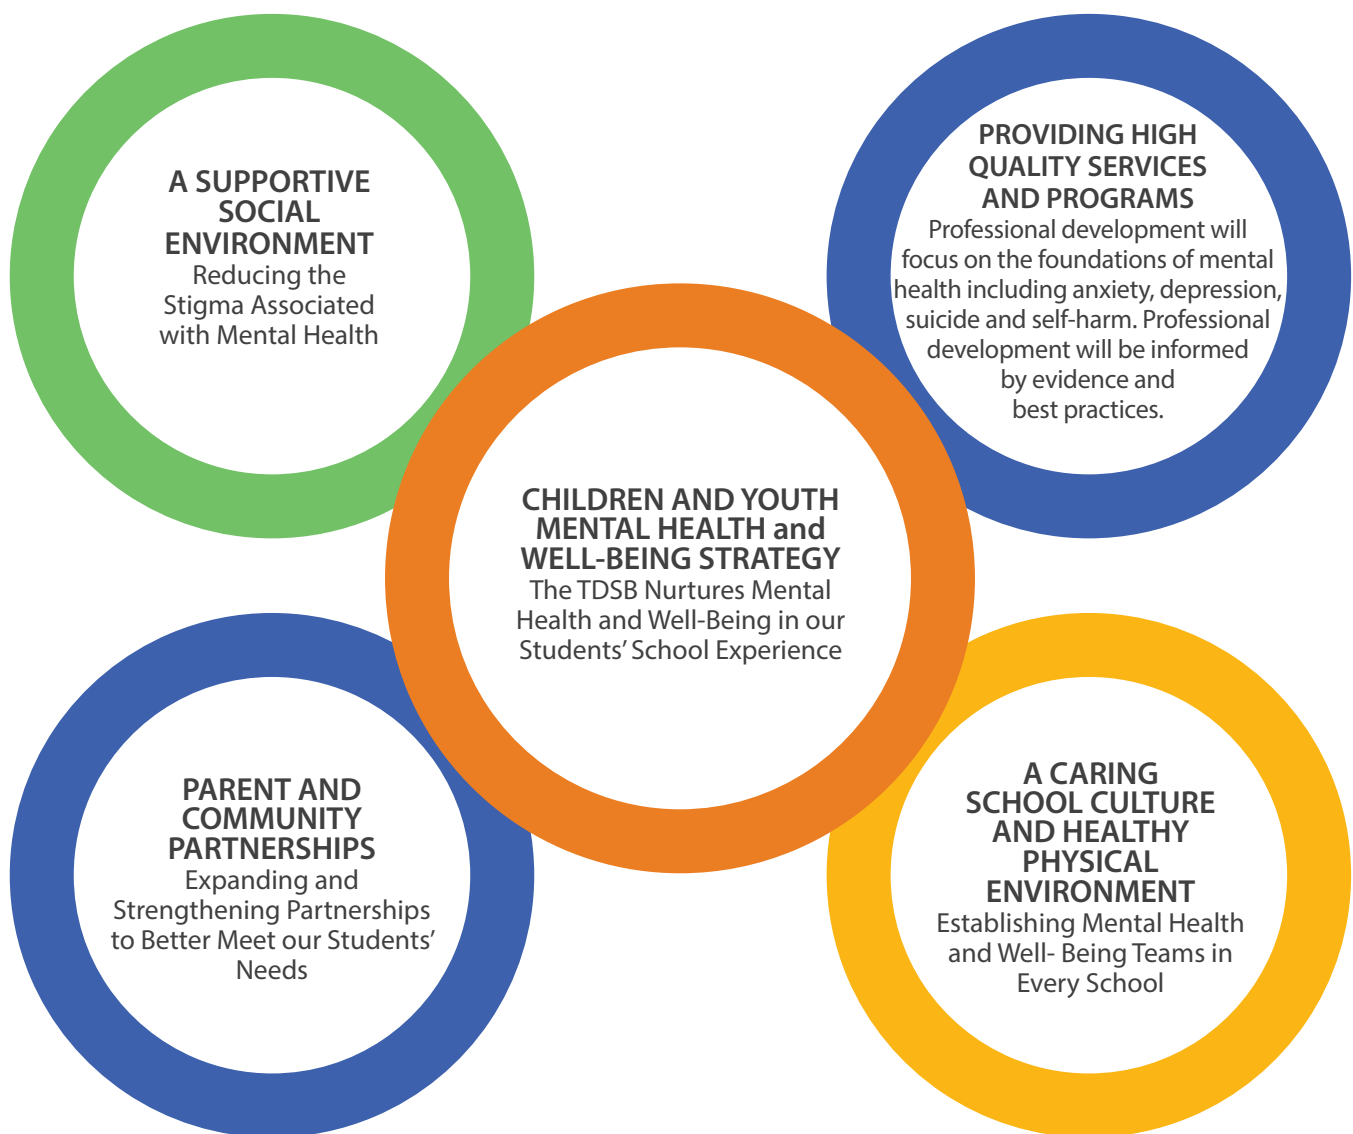 A SUPPORTIVE
SOCIAL
ENVIRONMENT
Reducing the
Stigma Associated
with Mental Health
PROVIDING HIGH
QUALITY SERVICES
AND PROGRAMS
Professional development will
focus on the foundations of mental
health including anxiety, depression,
suicide and self-harm. Professional
development will be informed
by evidence and
best practices.
CHILDREN AND YOUTH
MENTAL HEALTH and
WELL-BEING STRATEGY
The TDSB Nurtures Mental
Health and Well-Being in our
Students’ School Experience
PARENT AND
COMMUNITY
PARTNERSHIPS
Expanding and
Strengthening Partnerships
to Better Meet our Students’
Needs
A CARING
SCHOOL CULTURE
AND HEALTHY
PHYSICAL
ENVIRONMENT
Establishing Mental Health
and Well- Being Teams in
Every School